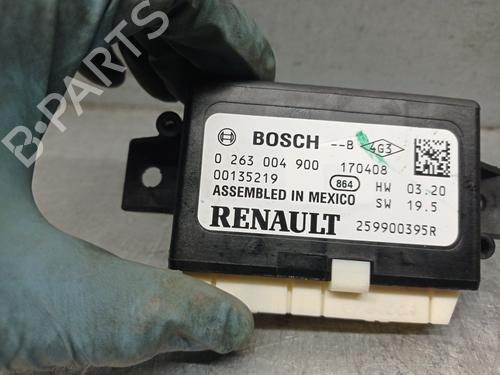 BOSCH --B 4G3
0 263 004 900 170408
00135219 864 HW 03.20
ASSEMBLED IN MEXICO SW 19.5
RENAULT 259900395R
B-PARTS